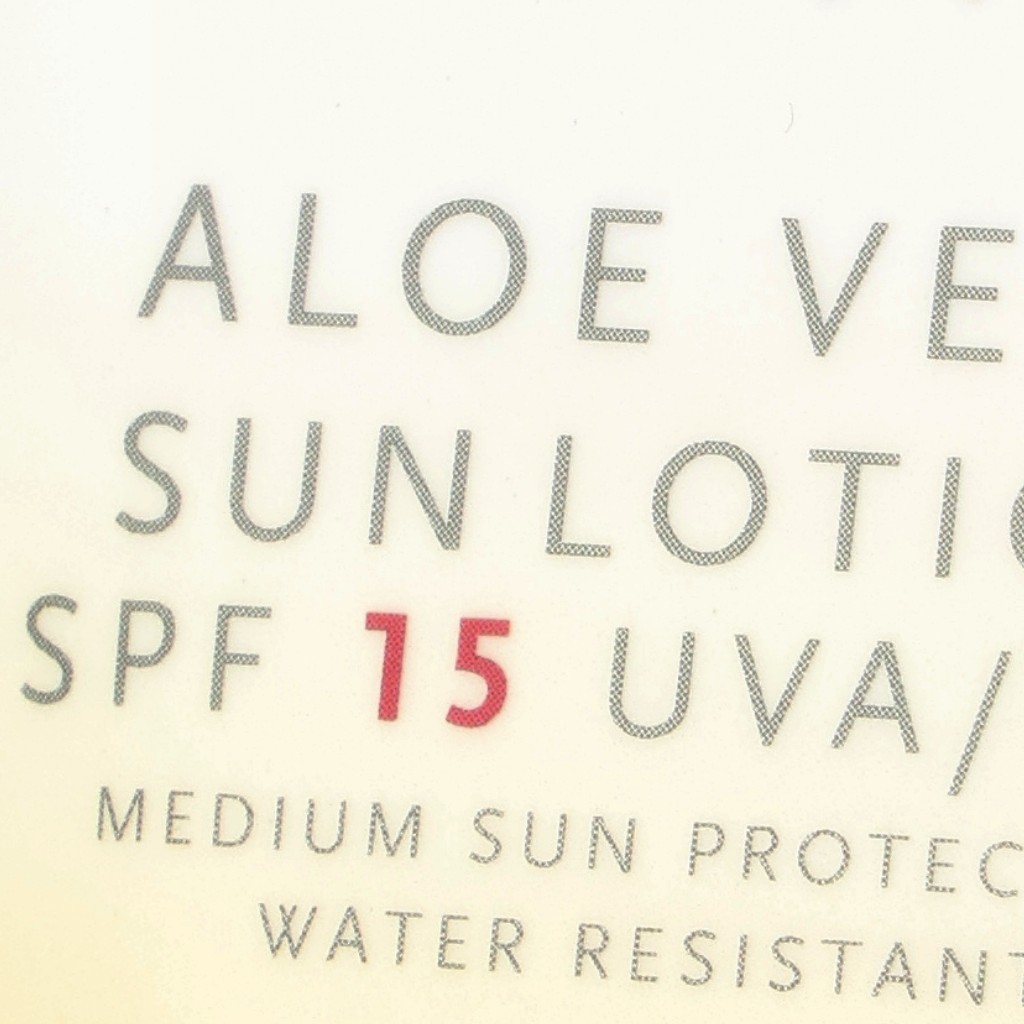 ALOE VE
SUN LOTI
SPF 15 UVA/
MEDIUM SUN PROTEC
WATER RESISTANT